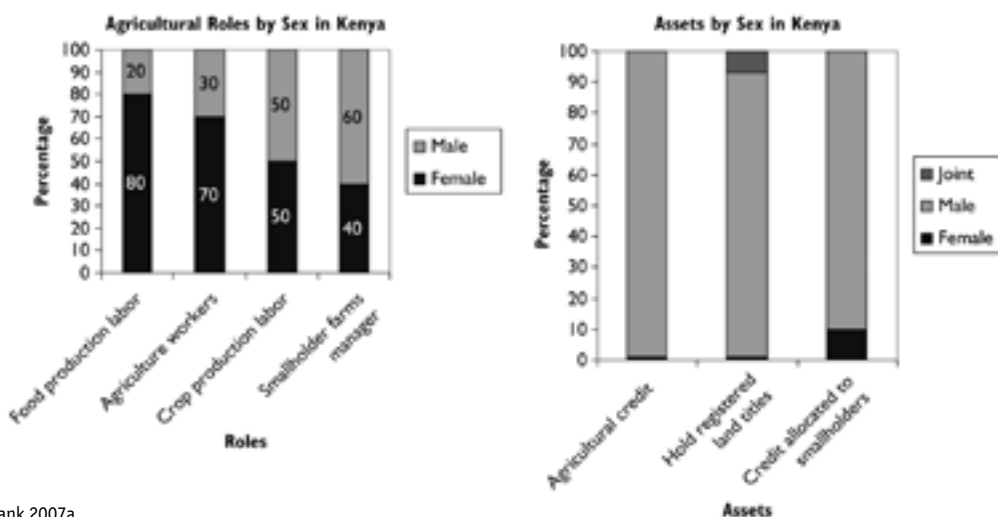 Agricultural Roles by Sex in Kenya
100
90
80
70
60
50
40
30
20
10
0
Percentage
20
80
30
70
50
50
60
40
Male
Female
Food production labor
Agriculture workers
Crop production labor
Smallholder farms
manager
Roles
Assets by Sex in Kenya
100
90
80
70
60
50
40
30
20
10
0
Percentage
Joint
Male
Female
Agricultural credit
Hold registered
land titles
Credit allocated to
smallholders
Assets
2007a